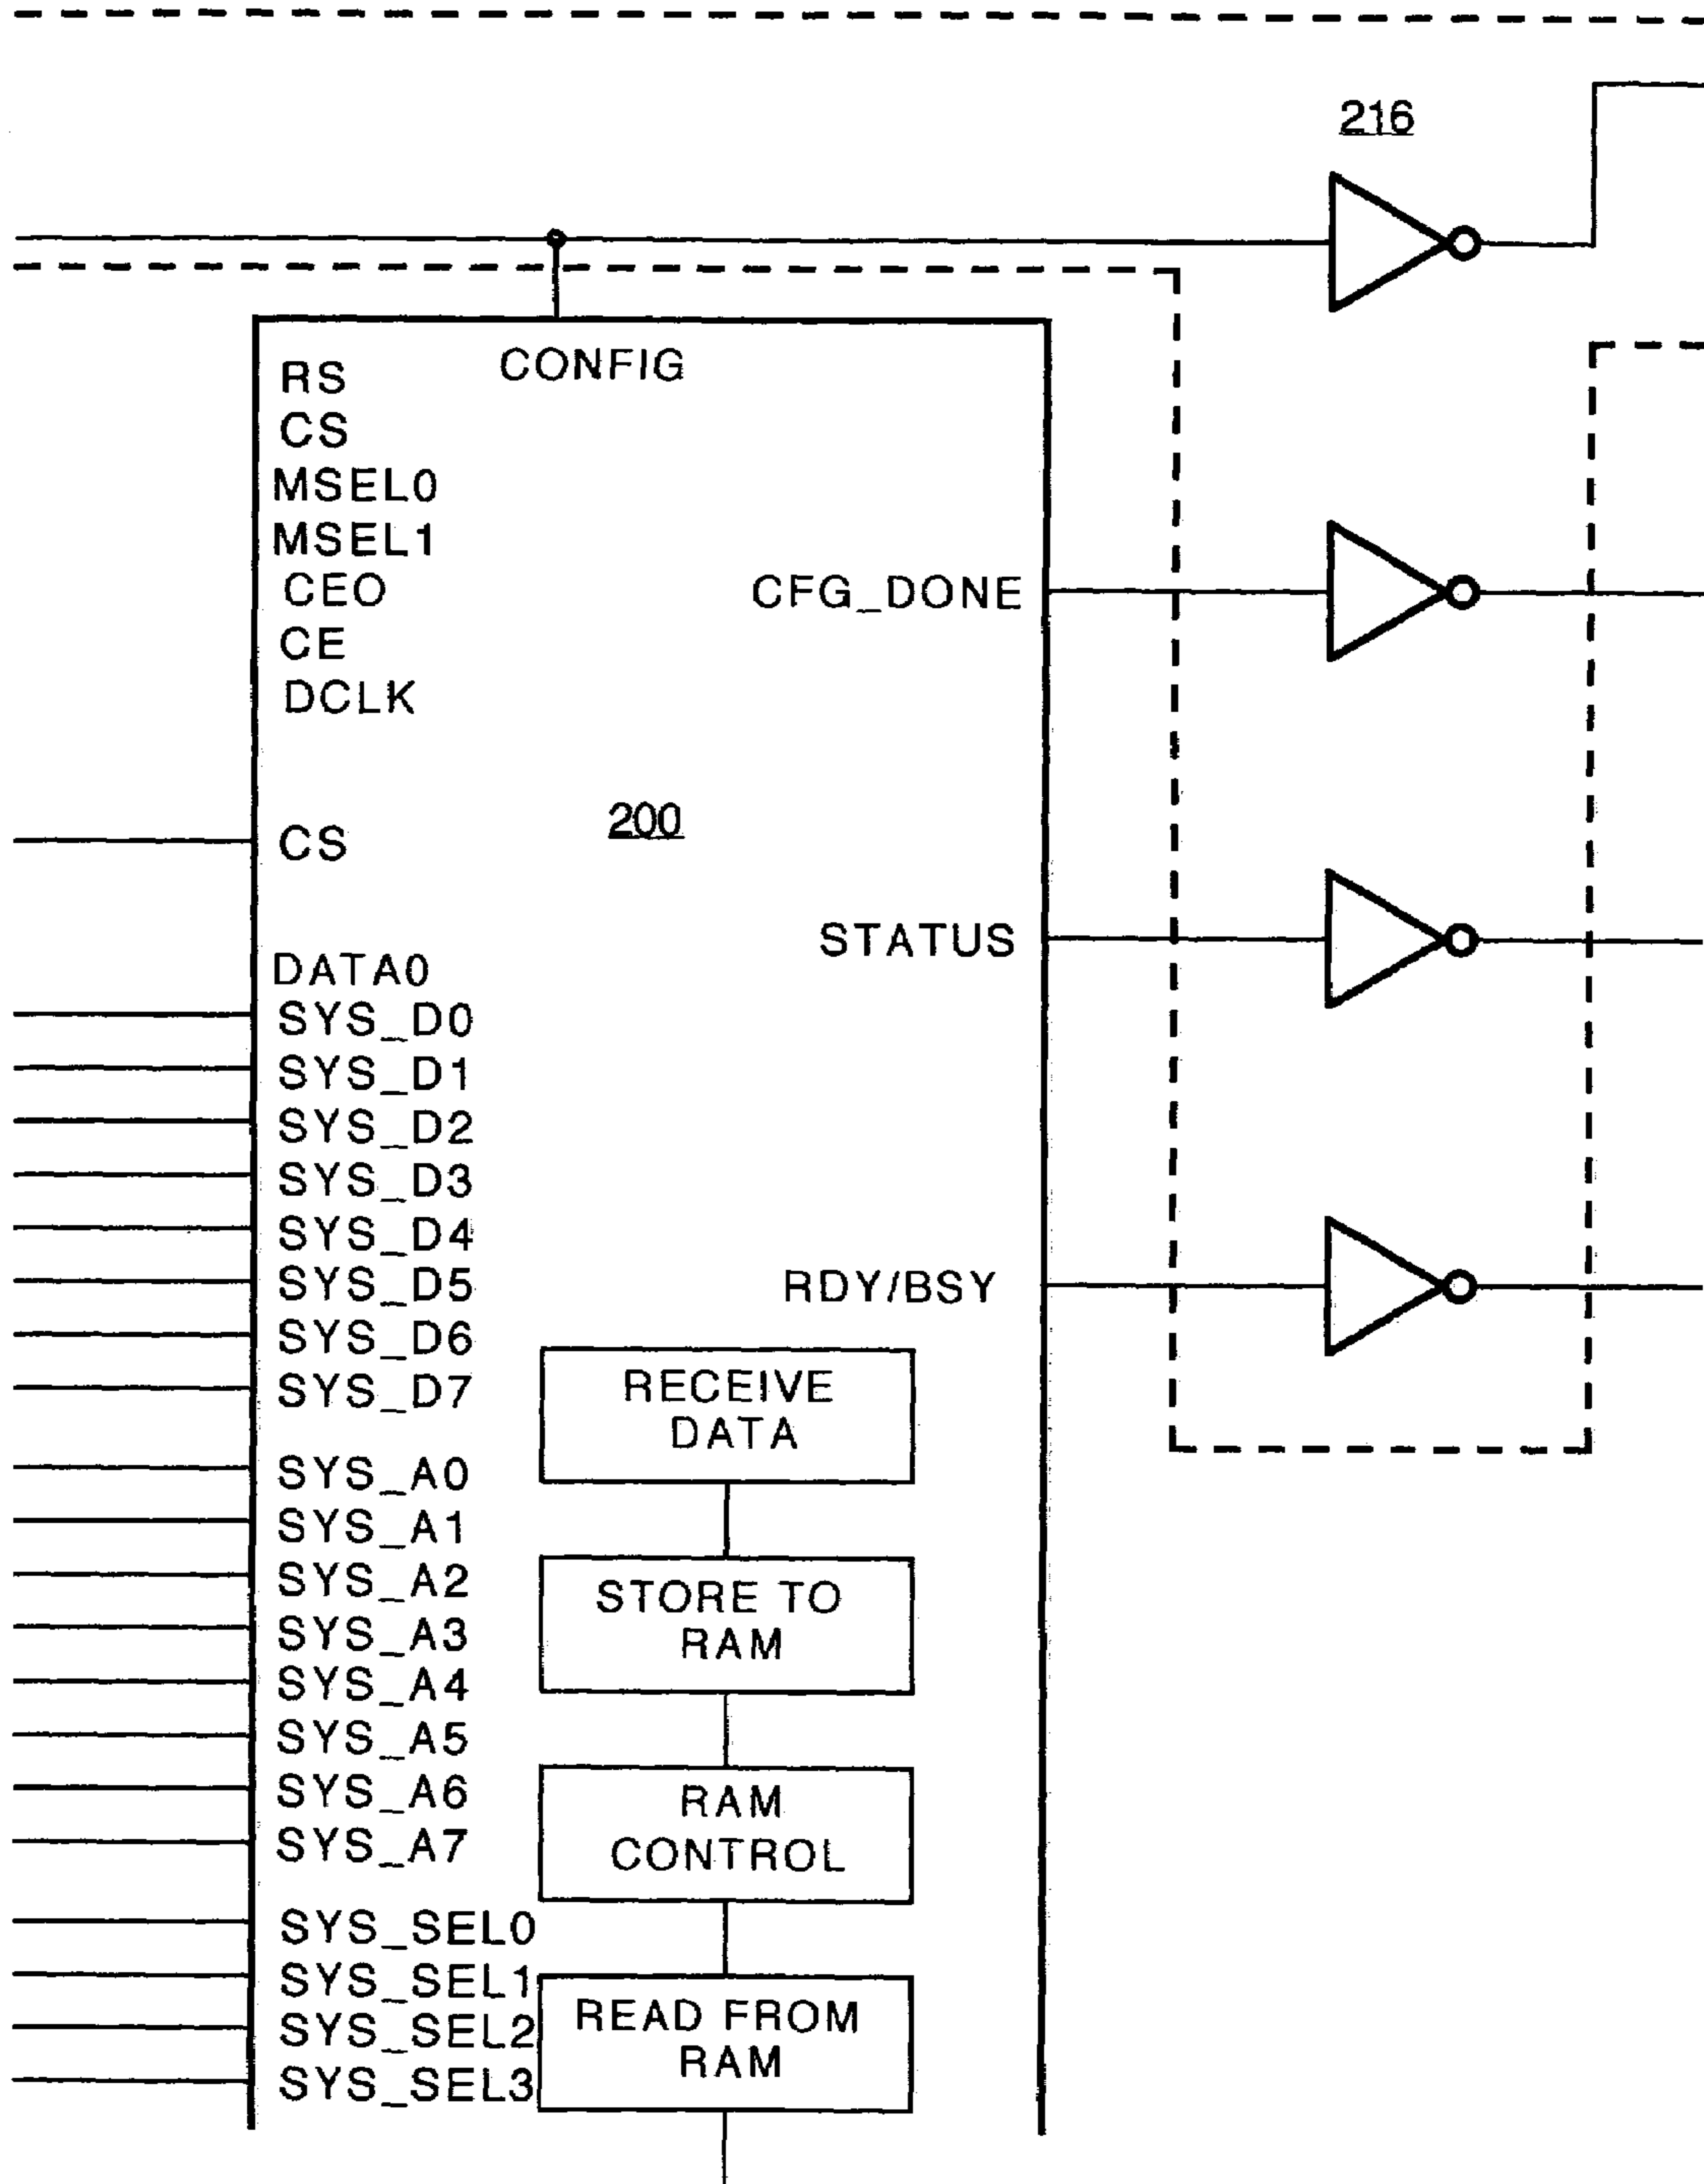 216
CONFIG
RS
CS
MSEL0
MSEL1
CEO
CFG_DONE
CE
DCLK
200
CS
STATUS
DATA0
SYS_D0
SYS_D1
SYS_D2
SYS_D3
SYS_D4
SYS_D5
RDY/BSY
SYS_D6
SYS_D7
RECEIVE
DATA
SYS_A0
SYS_A1
SYS_A2
STORE TO
RAM
SYS_A3
SYS_A4
SYS_A5
SYS_A6
SYS_A7
RAM
CONTROL
SYS_SEL0
SYS_SEL1
SYS_SEL2
SYS_SEL3
READ FROM
RAM